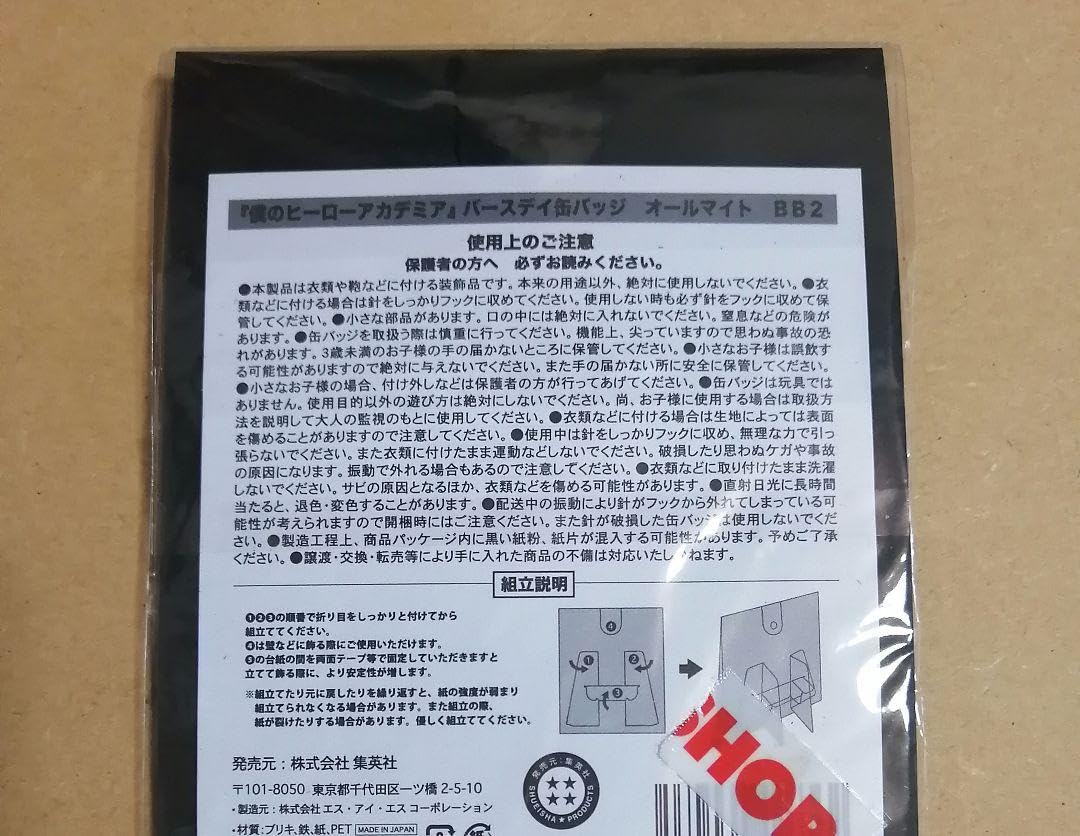 『僕のヒーローアカデミア』バースデイ缶バッジ　オールマイト　ＢＢ２
使用上のご注意
保護者の方へ　必ずお読みください。
●本製品は衣類や鞄などに付ける装飾品です。本来の用途以外、絶対に使用しないでください。●衣
類などに付ける場合は針をしっかりフックに収めてください。使用しない時も必ず針をフックに収めて保
管してください。●小さな部品があります。口の中には絶対に入れないでください。窒息などの危険が
あります。●缶バッジを取扱う際は慎重に行ってください。機能上、尖っていますので思わぬ事故の恐
れがあります。3歳未満のお子様の手の届かないところに保管してください。●小さなお子様は誤飲す
る可能性がありますので絶対に与えないでください。また手の届かない所に安全に保管してください。
●小さなお子様の場合、付け外しなどは保護者の方が行ってあげてください。●缶バッジは玩具では
ありません。使用目的以外の遊び方は絶対にしないでください。尚、お子様に使用する場合は取扱方
法を説明して大人の監視のもとに使用してください。●衣類などに付ける場合は生地によっては表面
を傷めることがありますので注意してください。●使用中は針をしっかりフックに収め、無理な力で引っ
張らないでください。また衣類に付けたまま運動などしないでください。破損したり思わぬケガや事故
の原因になります。振動で外れる場合もあるので注意してください。●衣類などに取り付けたまま洗濯
しないでください。サビの原因となるほか、衣類などを傷める可能性があります。●直射日光に長時間
当たると、退色・変色することがあります。●配送中の振動により針がフックから外れてしまっている可
能性が考えられますので開梱時にはご注意ください。また針が破損した缶バッジは使用しないでくだ
さい。●製造工程上、商品パッケージ内に黒い紙粉、紙片が混入する可能性があります。予めご了承
ください。●譲渡・交換・転売等により手に入れた商品の不備は対応いたしかねます。
組立説明
❶❷❸の順番で折り目をしっかりと付けてから
組立ててください。
❹は壁などに飾る際にご使用いただけます。
❸の台紙の間を両面テープ等で固定していただきますと
立てて飾る際に、より安定性が増します。
※組立てたり元に戻したりを繰り返すと、紙の強度が弱まり
組立てられなくなる場合があります。また組立の際、
紙が裂けたりする場合があります。優しく組立ててください。
❹
❶ ❷
❸
SHOP
発売元：株式会社 集英社
〒101-8050　東京都千代田区一ツ橋 2-5-10
・製造元：株式会社 エス・アイ・エス コーポレーション
・材質:ブリキ,鉄,紙,PET MADE IN JAPAN
発売元：集英社
SHUEISHA★PRODUCTS